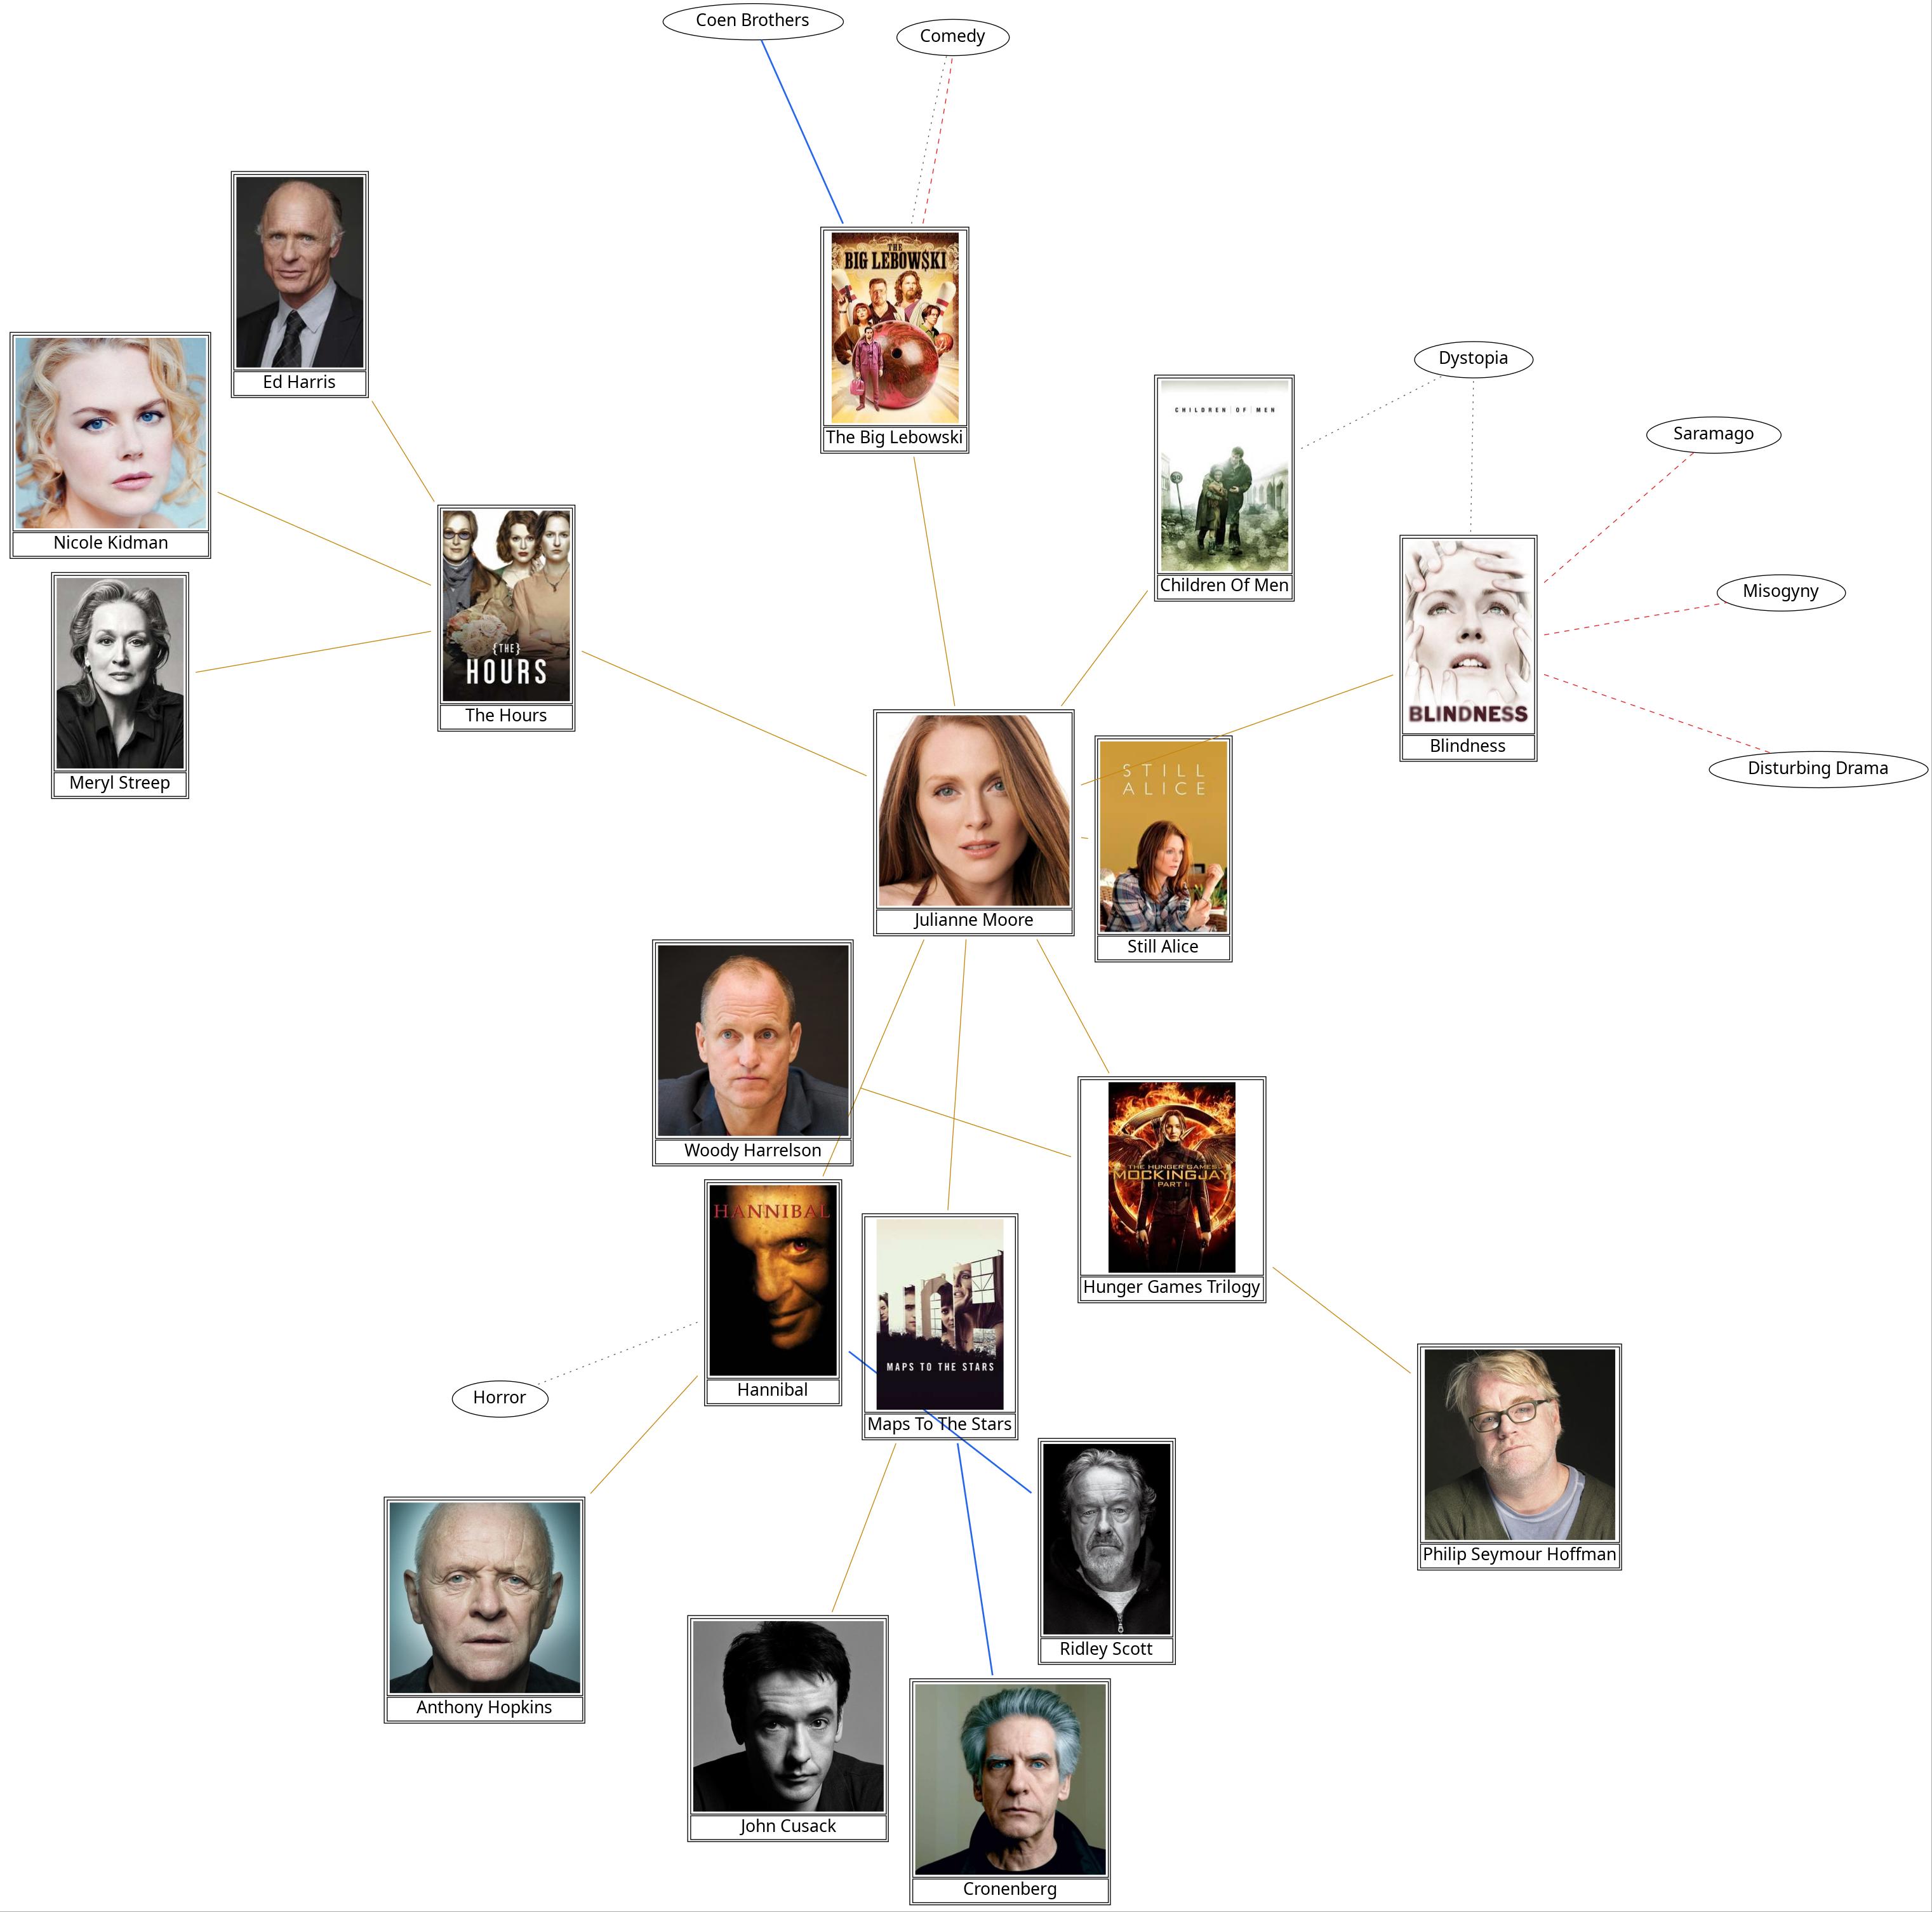 Coen Brothers
Comedy
Ed Harris
THE
BIG LEBOW$KI
The Big Lebowski
Nicole Kidman
Dystopia
CHILDREN OF MEN
Children Of Men
Saramago
Misogyny
{THE}
HOURS
The Hours
Meryl Streep
BLINDNESS
Blindness
Disturbing Drama
STILL
ALICE
Still Alice
Julianne Moore
Woody Harrelson
THE HUNGER GAMES
MOCKINGJAY
Hunger Games Trilogy
HANNIBAL
Hannibal
MAPS TO THE STARS
Maps To The Stars
Horror
Philip Seymour Hoffman
Ridley Scott
Anthony Hopkins
John Cusack
Cronenberg